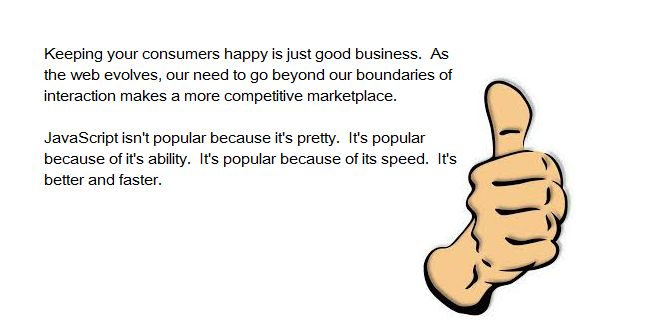 Keeping your consumers happy is just good business.  As
the web evolves, our need to go beyond our boundaries of
interaction makes a more competitive marketplace.
JavaScript isn't popular because it's pretty.  It's popular
because of it's ability.  It's popular because of its speed.  It's
better and faster.